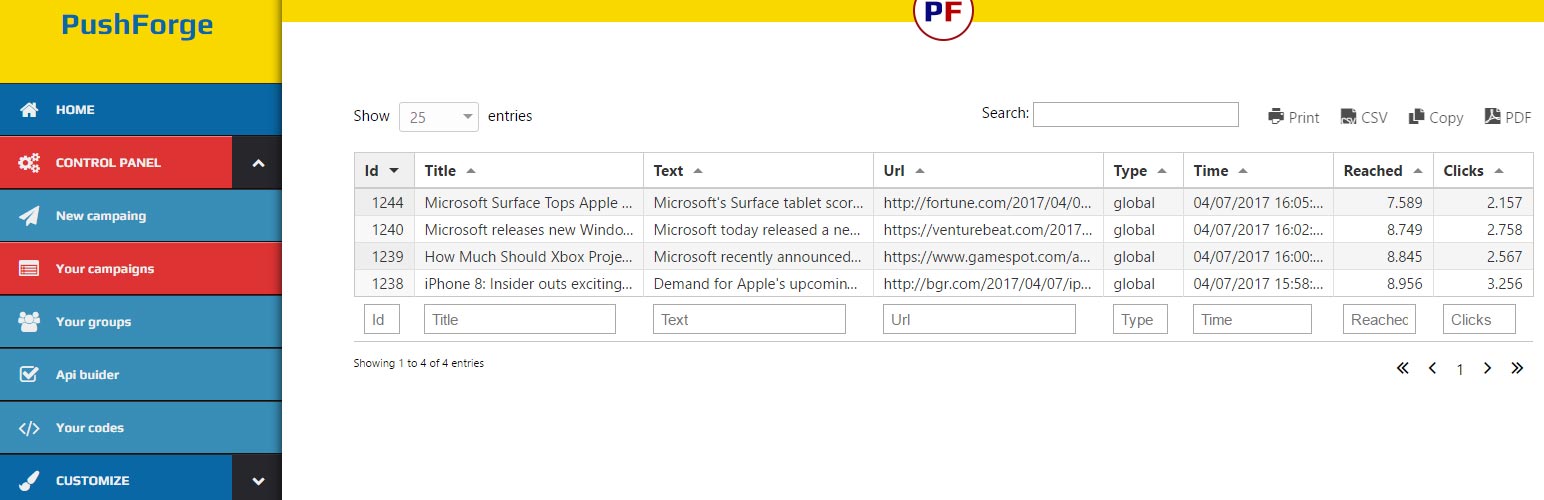 PushForge
PF
HOME
CONTROL PANEL
New campaing
Your campaigns
Your groups
Api buider
Your codes
CUSTOMIZE
Show 25 entries
Search:
Print CSV Copy PDF
Id Title Text Url Type Time Reached Clicks
1244 Microsoft Surface Tops Apple ... Microsoft's Surface tablet scor... http://fortune.com/2017/04/0... global 04/07/2017 16:05:... 7.589 2.157
1240 Microsoft releases new Windo... Microsoft today released a ne... https://venturebeat.com/2017... global 04/07/2017 16:02:... 8.749 2.758
1239 How Much Should Xbox Proje... Microsoft recently announced... https://www.gamespot.com/a... global 04/07/2017 16:00:... 8.845 2.567
1238 iPhone 8: Insider outs exciting... Demand for Apple's upcomin... http://bgr.com/2017/04/07/ip... global 04/07/2017 15:58:... 8.956 3.256
Id Title Text Url Type Time Reached Clicks
Showing 1 to 4 of 4 entries
1